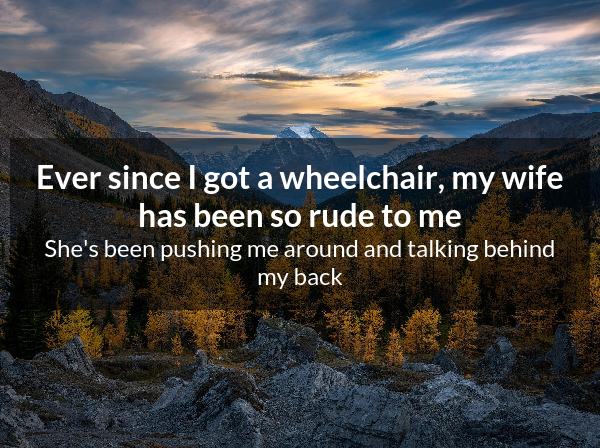 Ever since I got a wheelchair, my wife
has been so rude to me
She's been pushing me around and talking behind
my back